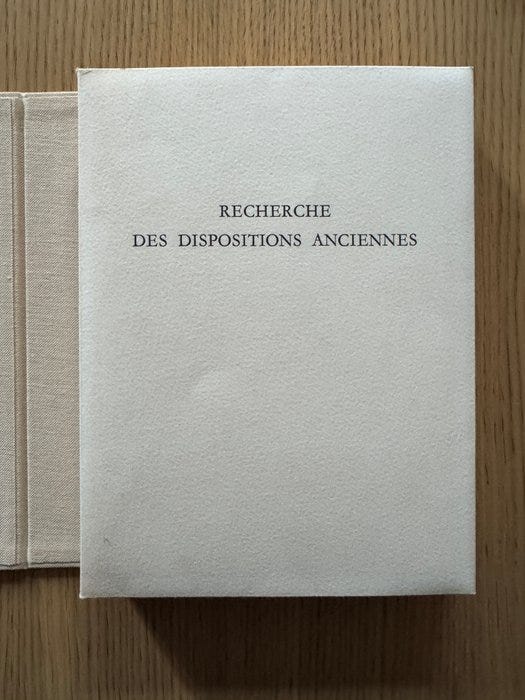 RECHERCHE
DES DISPOSITIONS ANCIENNES